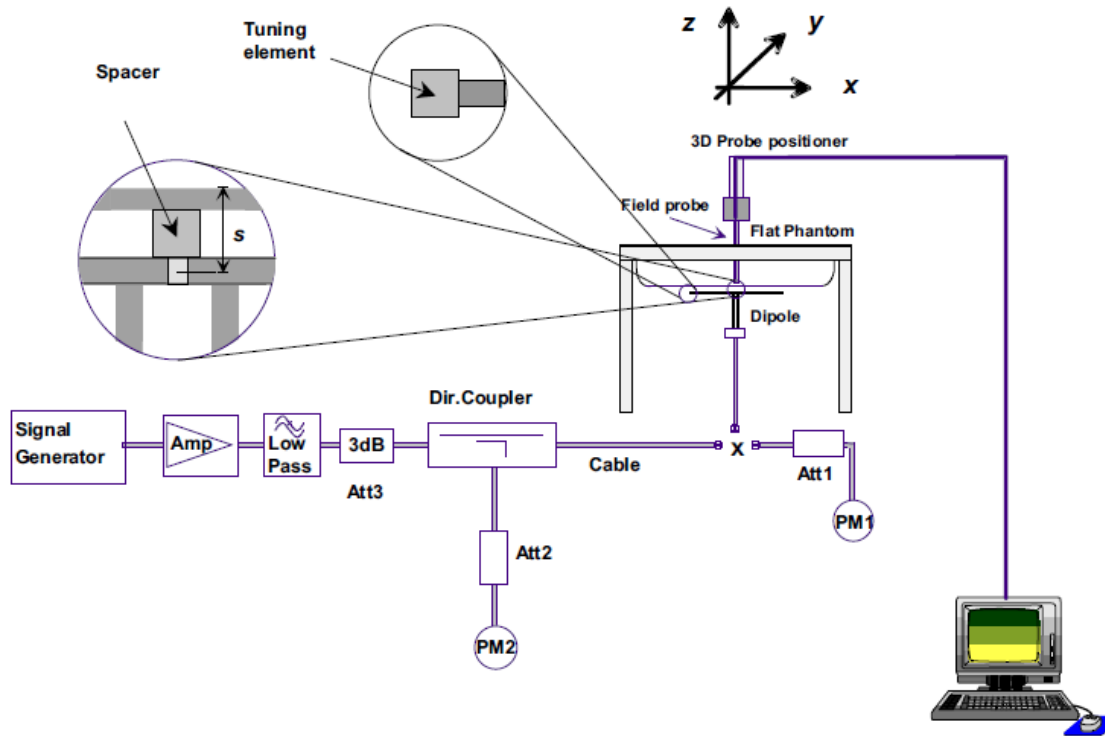 Tuning
element
Spacer
s
z
y
x
3D Probe positioner
Field probe
Flat Phantom
Dipole
Dir.Coupler
Signal
Generator
Amp
Low
Pass
3dB
Att3
Cable
X
Att1
PM1
Att2
PM2